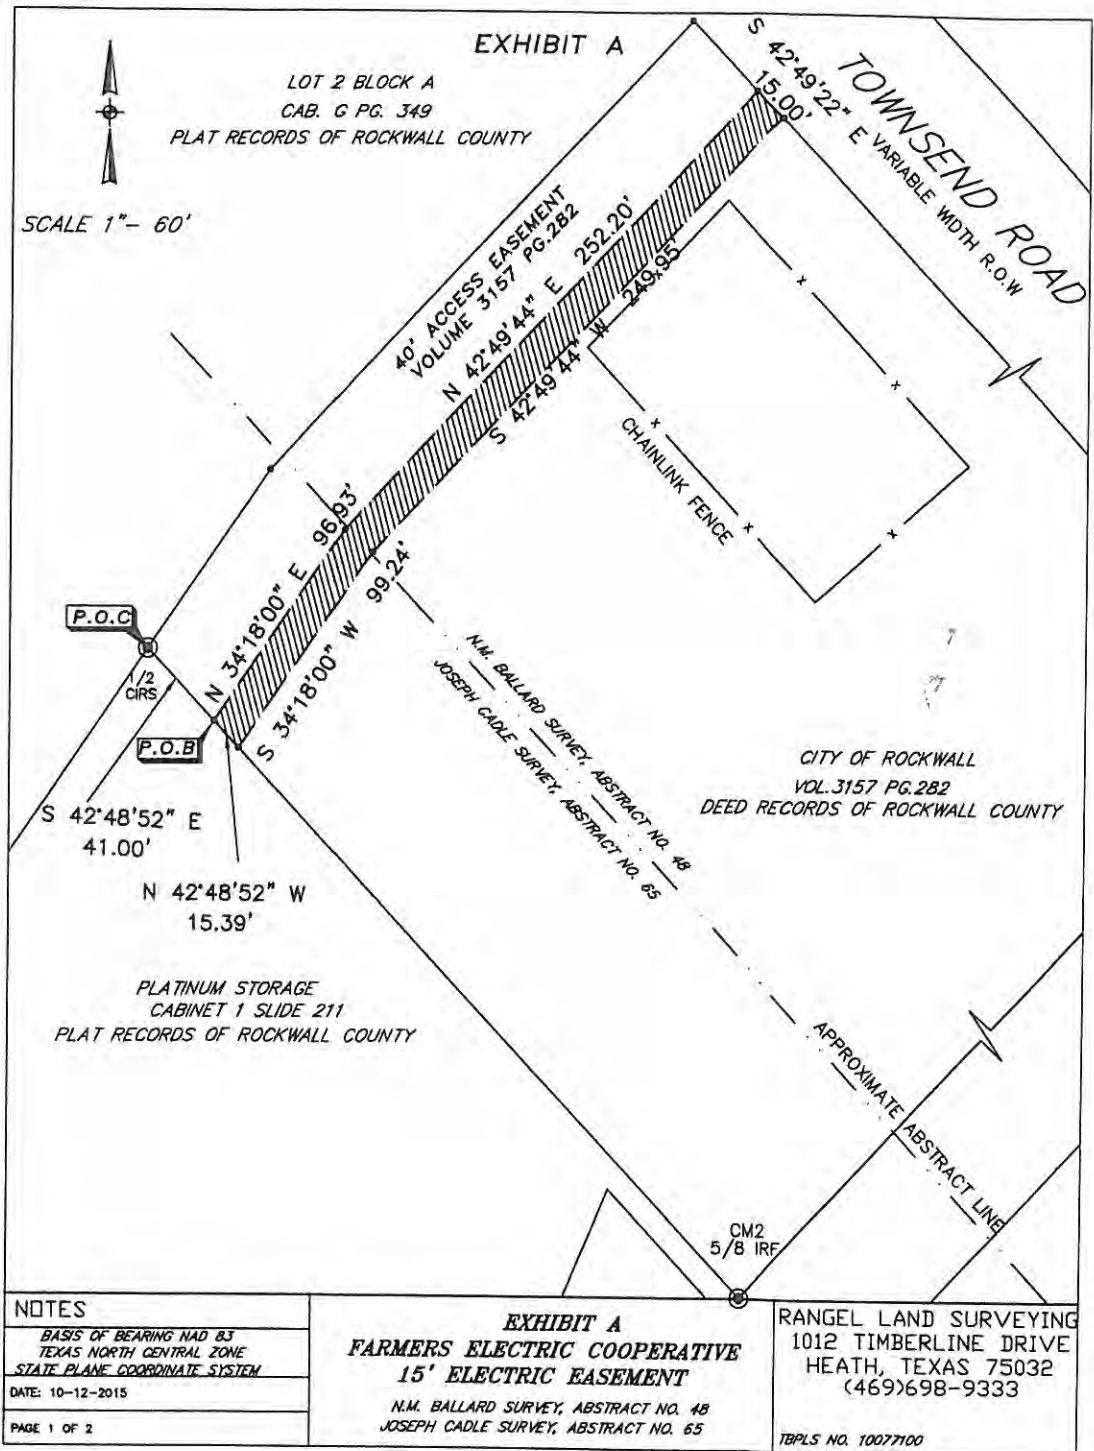 EXHIBIT A
LOT 2 BLOCK A
CAB. G PG. 349
PLAT RECORDS OF ROCKWALL COUNTY
SCALE 1"- 60'
S 42°49'22" E
15.00'
TOWNSEND ROAD
VARIABLE WIDTH R.O.W
40' ACCESS EASEMENT
VOLUME 3157 PG.282
N 42°49'44" E 252.20'
S 42°49'44" W 249.95'
CHAINLINK FENCE
N 34°18'00" E 96.93'
S 34°18'00" W 99.24'
P.O.C
1/2
CIRS
P.O.B
S 42°48'52" E
41.00'
N 42°48'52" W
15.39'
N.M. BALLARD SURVEY, ABSTRACT NO. 48
JOSEPH CADLE SURVEY, ABSTRACT NO. 65
CITY OF ROCKWALL
VOL.3157 PG.282
DEED RECORDS OF ROCKWALL COUNTY
PLATINUM STORAGE
CABINET 1 SLIDE 211
PLAT RECORDS OF ROCKWALL COUNTY
APPROXIMATE ABSTRACT LINE
CM2
5/8 IRF
NOTES
BASIS OF BEARING NAD 83
TEXAS NORTH CENTRAL ZONE
STATE PLANE COORDINATE SYSTEM
DATE: 10-12-2015
PAGE 1 OF 2
EXHIBIT A
FARMERS ELECTRIC COOPERATIVE
15' ELECTRIC EASEMENT
N.M. BALLARD SURVEY, ABSTRACT NO. 48
JOSEPH CADLE SURVEY, ABSTRACT NO. 65
RANGEL LAND SURVEYING
1012 TIMBERLINE DRIVE
HEATH, TEXAS 75032
(469)698-9333
TBPLS NO. 10077100